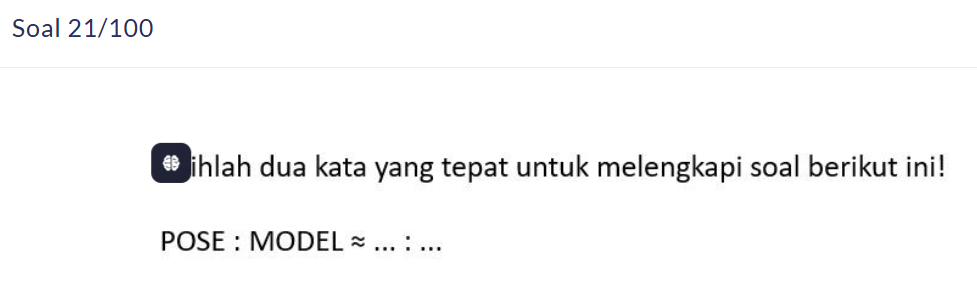 Soal 21/100
ihlah dua kata yang tepat untuk melengkapi soal berikut ini!
POSE : MODEL ≈ ... : ...